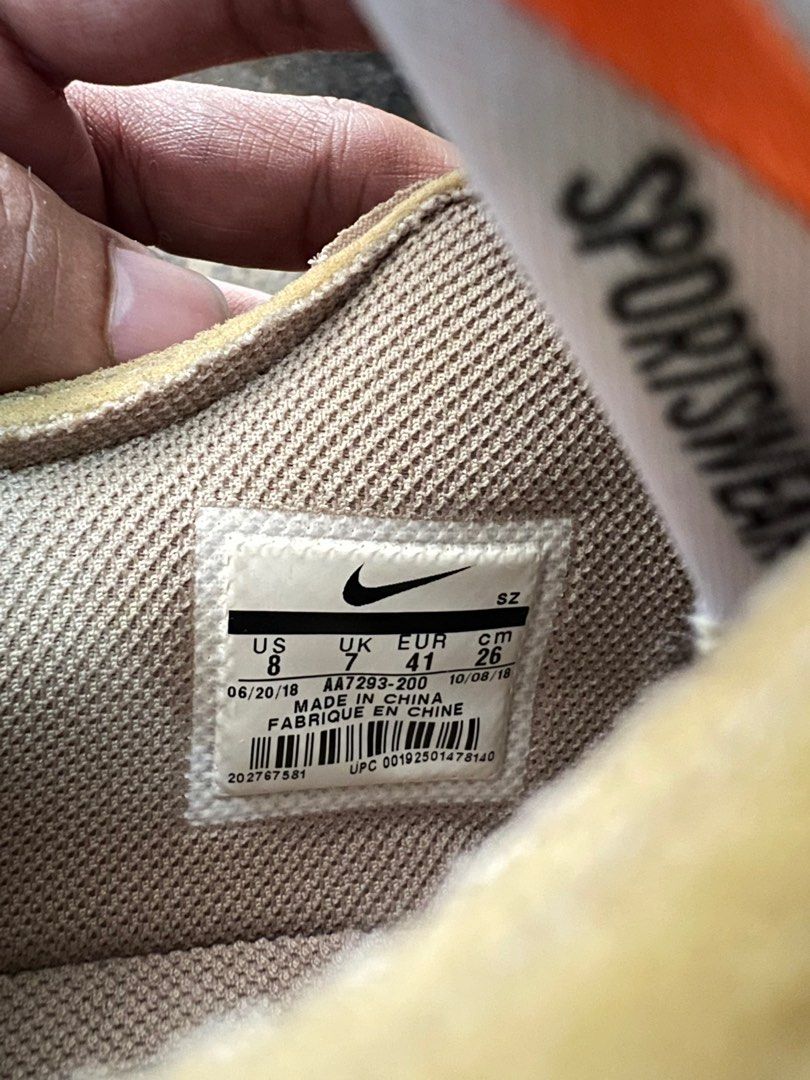 SPORTSWEAR
SZ
US UK EUR cm
8 7 41 26
06/20/18 AA7293-200 10/08/18
MADE IN CHINA
FABRIQUE EN CHINE
202767581 UPC 00192501478140